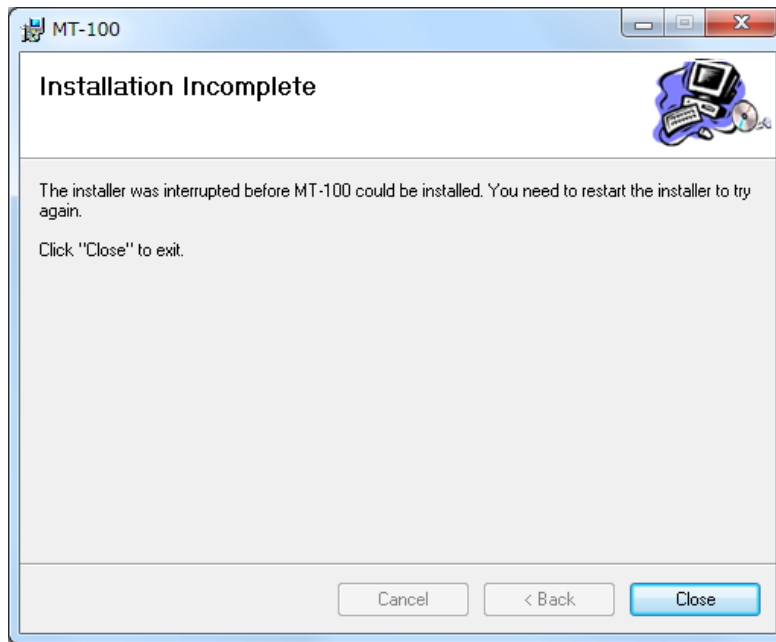 MT-100
Installation Incomplete
The installer was interrupted before MT-100 could be installed. You need to restart the installer to try
again.
Click "Close" to exit.
Cancel
< Back
Close